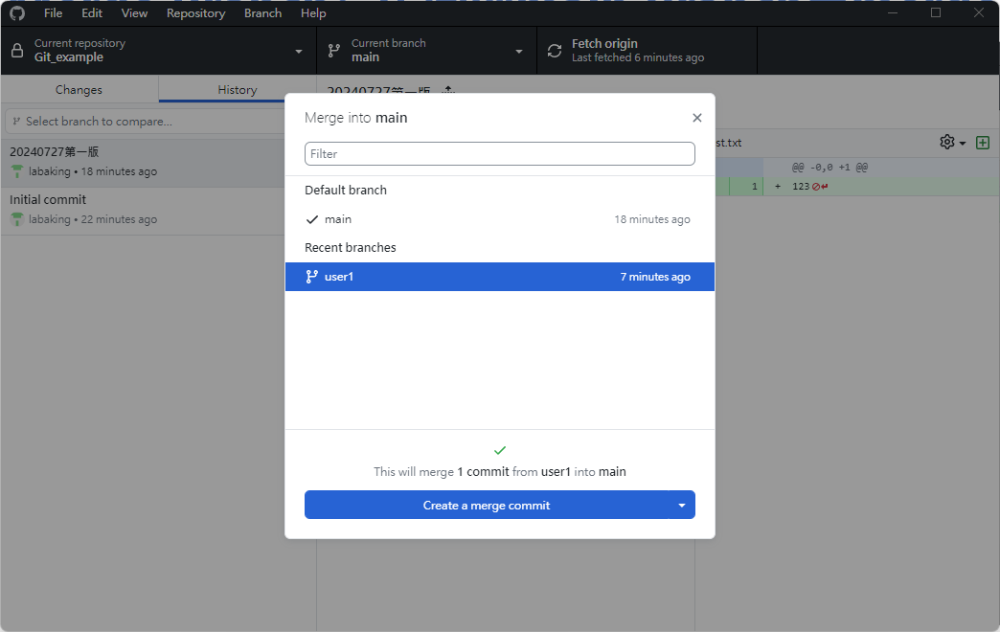 File Edit View Repository Branch Help
Current repository
Git_example
Current branch
main
Fetch origin
Last fetched 6 minutes ago
Changes
History
20240727第一版
Select branch to compare...
20240727第一版
labaking • 18 minutes ago
Initial commit
labaking • 22 minutes ago
st.txt
@@ -0,0 +1 @@
1 + 123
Merge into main
Filter
Default branch
main 18 minutes ago
Recent branches
user1 7 minutes ago
This will merge 1 commit from user1 into main
Create a merge commit